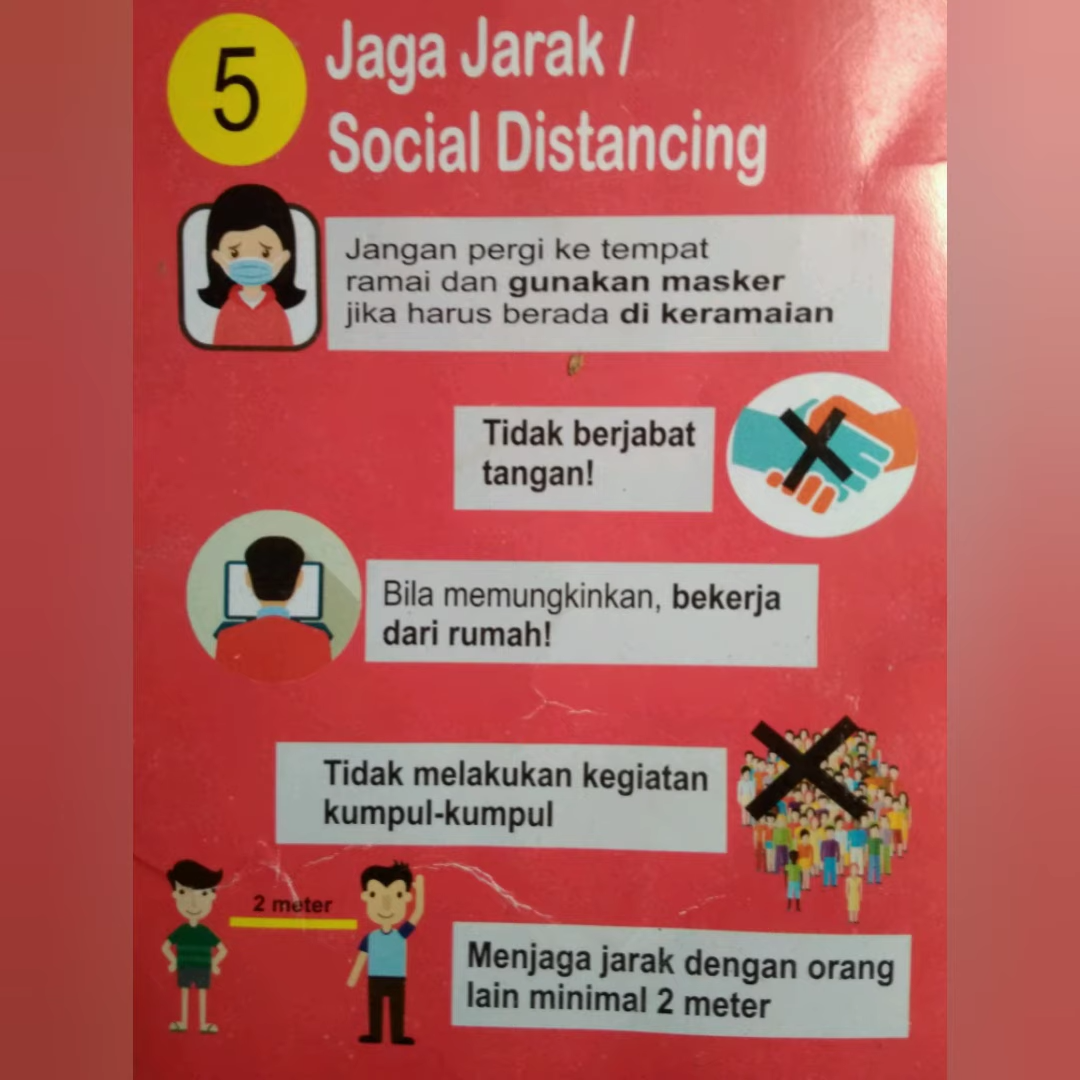 5
Jaga Jarak /
Social Distancing
Jangan pergi ke tempat
ramai dan gunakan masker
jika harus berada di keramaian
Tidak berjabat
tangan!
Bila memungkinkan, bekerja
dari rumah!
Tidak melakukan kegiatan
kumpul-kumpul
2 meter
Menjaga jarak dengan orang
lain minimal 2 meter